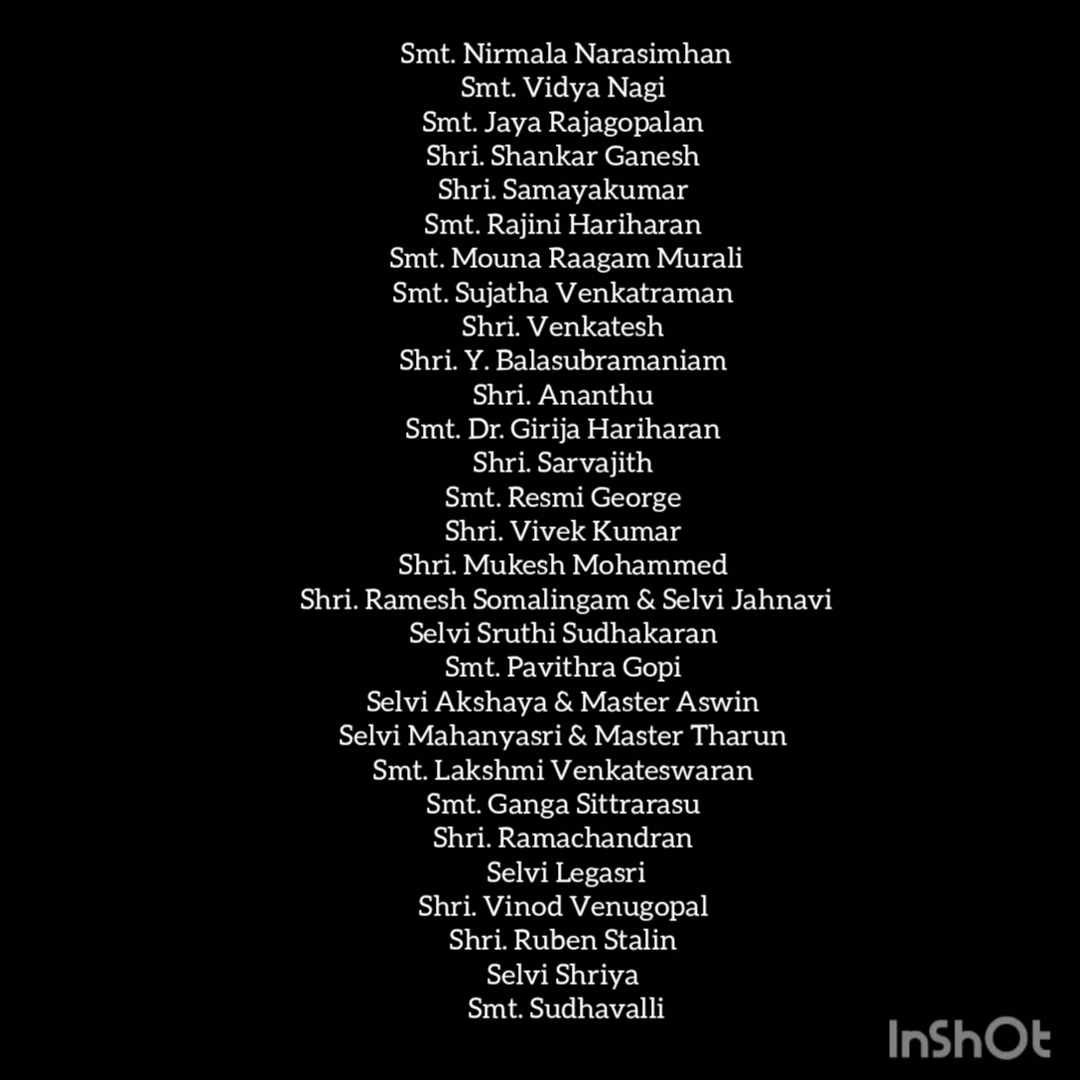 Smt. Nirmala Narasimhan
Smt. Vidya Nagi
Smt. Jaya Rajagopalan
Shri. Shankar Ganesh
Shri. Samayakumar
Smt. Rajini Hariharan
Smt. Mouna Raagam Murali
Smt. Sujatha Venkatraman
Shri. Venkatesh
Shri. Y. Balasubramaniam
Shri. Ananthu
Smt. Dr. Girija Hariharan
Shri. Sarvajith
Smt. Resmi George
Shri. Vivek Kumar
Shri. Mukesh Mohammed
Shri. Ramesh Somalingam & Selvi Jahnavi
Selvi Sruthi Sudhakaran
Smt. Pavithra Gopi
Selvi Akshaya & Master Aswin
Selvi Mahanyasri & Master Tharun
Smt. Lakshmi Venkateswaran
Smt. Ganga Sittrarasu
Shri. Ramachandran
Selvi Legasri
Shri. Vinod Venugopal
Shri. Ruben Stalin
Selvi Shriya
Smt. Sudhavalli
InShOt